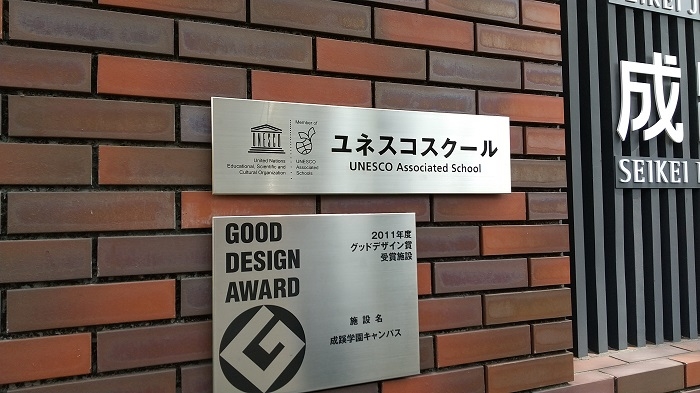 UNESCO
United Nations
Educational, Scientific and
Cultural Organization
Member of
UNESCO
Associated
Schools
ユネスコスクール
UNESCO Associated School
GOOD
DESIGN
AWARD
2011年度
グッドデザイン賞
受賞施設
施設名
成蹊学園キャンパス
G
SEIKEI
成
SEIKEI